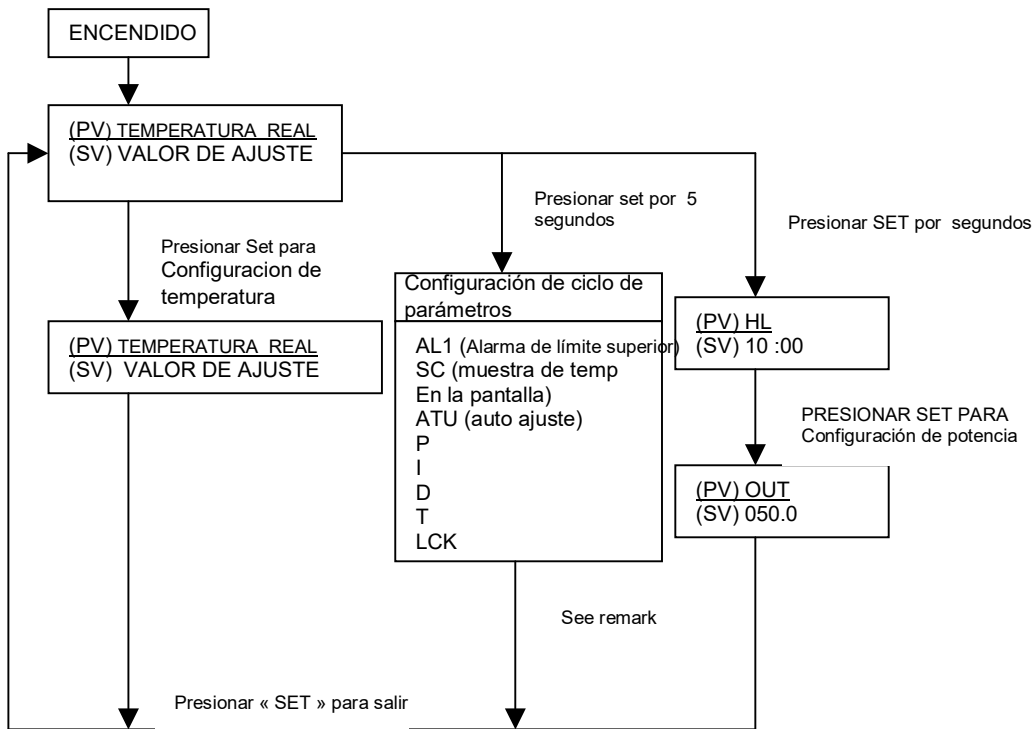 ENCENDIDO
(PV) TEMPERATURA REAL
(SV) VALOR DE AJUSTE
Presionar set por 5
segundos
Presionar SET por segundos
Presionar Set para
Configuracion de
temperatura
Configuración de ciclo de
parámetros
AL1 (Alarma de límite superior)
SC (muestra de temp
En la pantalla)
ATU (auto ajuste)
P
I
D
T
LCK
(PV) HL
(SV) 10 :00
(PV) TEMPERATURA REAL
(SV) VALOR DE AJUSTE
PRESIONAR SET PARA
Configuración de potencia
(PV) OUT
(SV) 050.0
See remark
Presionar « SET » para salir